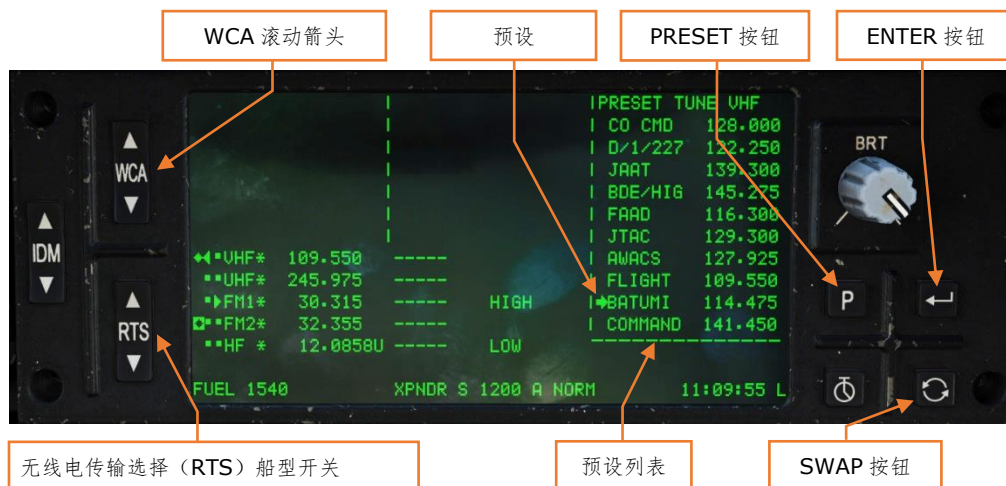 WCA 滚动箭头
预设
PRESET 按钮
ENTER 按钮
PRESET TUNE VHF
CO CMD 128.000
D/1/227 122.250
JAAT 139.300
BDE/HIG 145.275
FAAD 116.300
JTAC 129.300
VHF* 109.550 ----- AWACS 127.925
UHF* 245.975 ----- FLIGHT 109.550
FM1* 30.315 ----- HIGH BATUMI 114.475
FM2* 32.355 ----- COMMAND 141.450
HF * 12.0858U ----- LOW
FUEL 1540 XPNDR S 1200 A NORM 11:09:55 L
WCA
IDM
RTS
BRT
P
无线电传输选择（RTS）船型开关
预设列表
SWAP 按钮